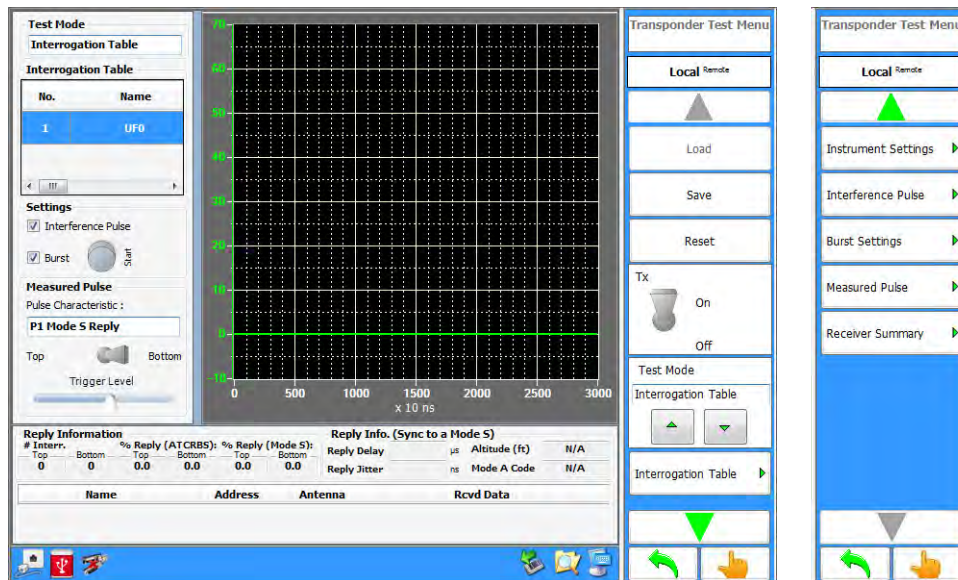 Test Mode
Interrogation Table
Interrogation Table
No. Name
1 UF0
Settings
Interference Pulse
Burst
Start
Measured Pulse
Pulse Characteristic :
P1 Mode S Reply
Top Bottom
Trigger Level
70
60
50
40
30
20
10
0
-10
0 500 1000 1500 2000 2500 3000
x 10 ns
Reply Information
# Interr. % Reply (ATCRBS): % Reply (Mode S):
Top Bottom Top Bottom Top Bottom
0 0 0.0 0.0 0.0 0.0
Reply Info. (Sync to a Mode S)
Reply Delay µs Altitude (ft) N/A
Reply Jitter ns Mode A Code N/A
Name Address Antenna Rcvd Data
Transponder Test Menu
Local Remote
Load
Save
Reset
Tx
On
Off
Test Mode
Interrogation Table
Interrogation Table
Transponder Test Menu
Local Remote
Instrument Settings
Interference Pulse
Burst Settings
Measured Pulse
Receiver Summary